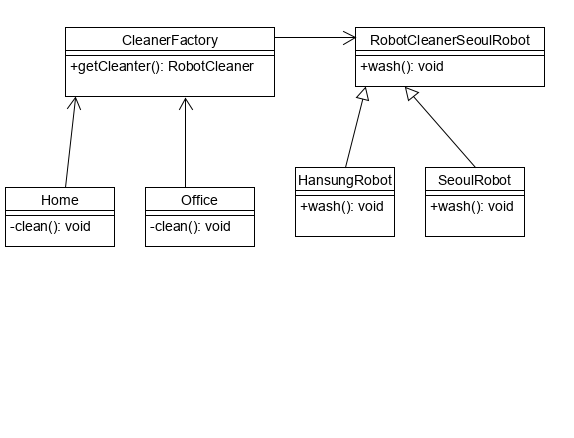 CleanerFactory
+getCleanter(): RobotCleaner
RobotCleanerSeoulRobot
+wash(): void
Home
-clean(): void
Office
-clean(): void
HansungRobot
+wash(): void
SeoulRobot
+wash(): void